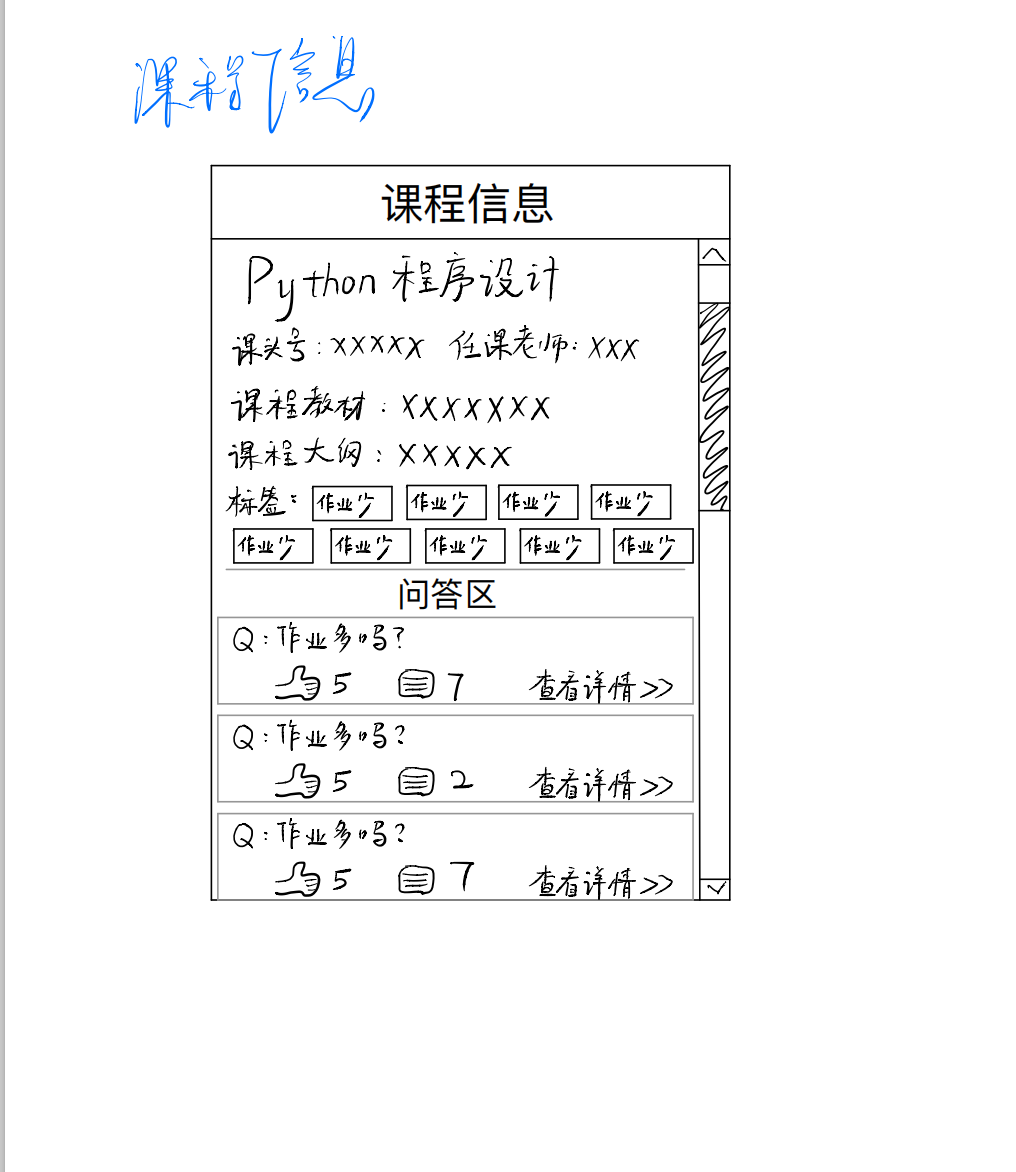 课程信息
课程信息
Python 程序设计
课头号：XXXXX 任课老师：XXX
课程教材：XXXXXXX
课程大纲：XXXXX
标签： 作业少 作业少 作业少 作业少
作业少 作业少 作业少 作业少 作业少
问答区
Q：作业多吗？
5 7 查看详情>>
Q：作业多吗？
5 2 查看详情>>
Q：作业多吗？
5 7 查看详情>>